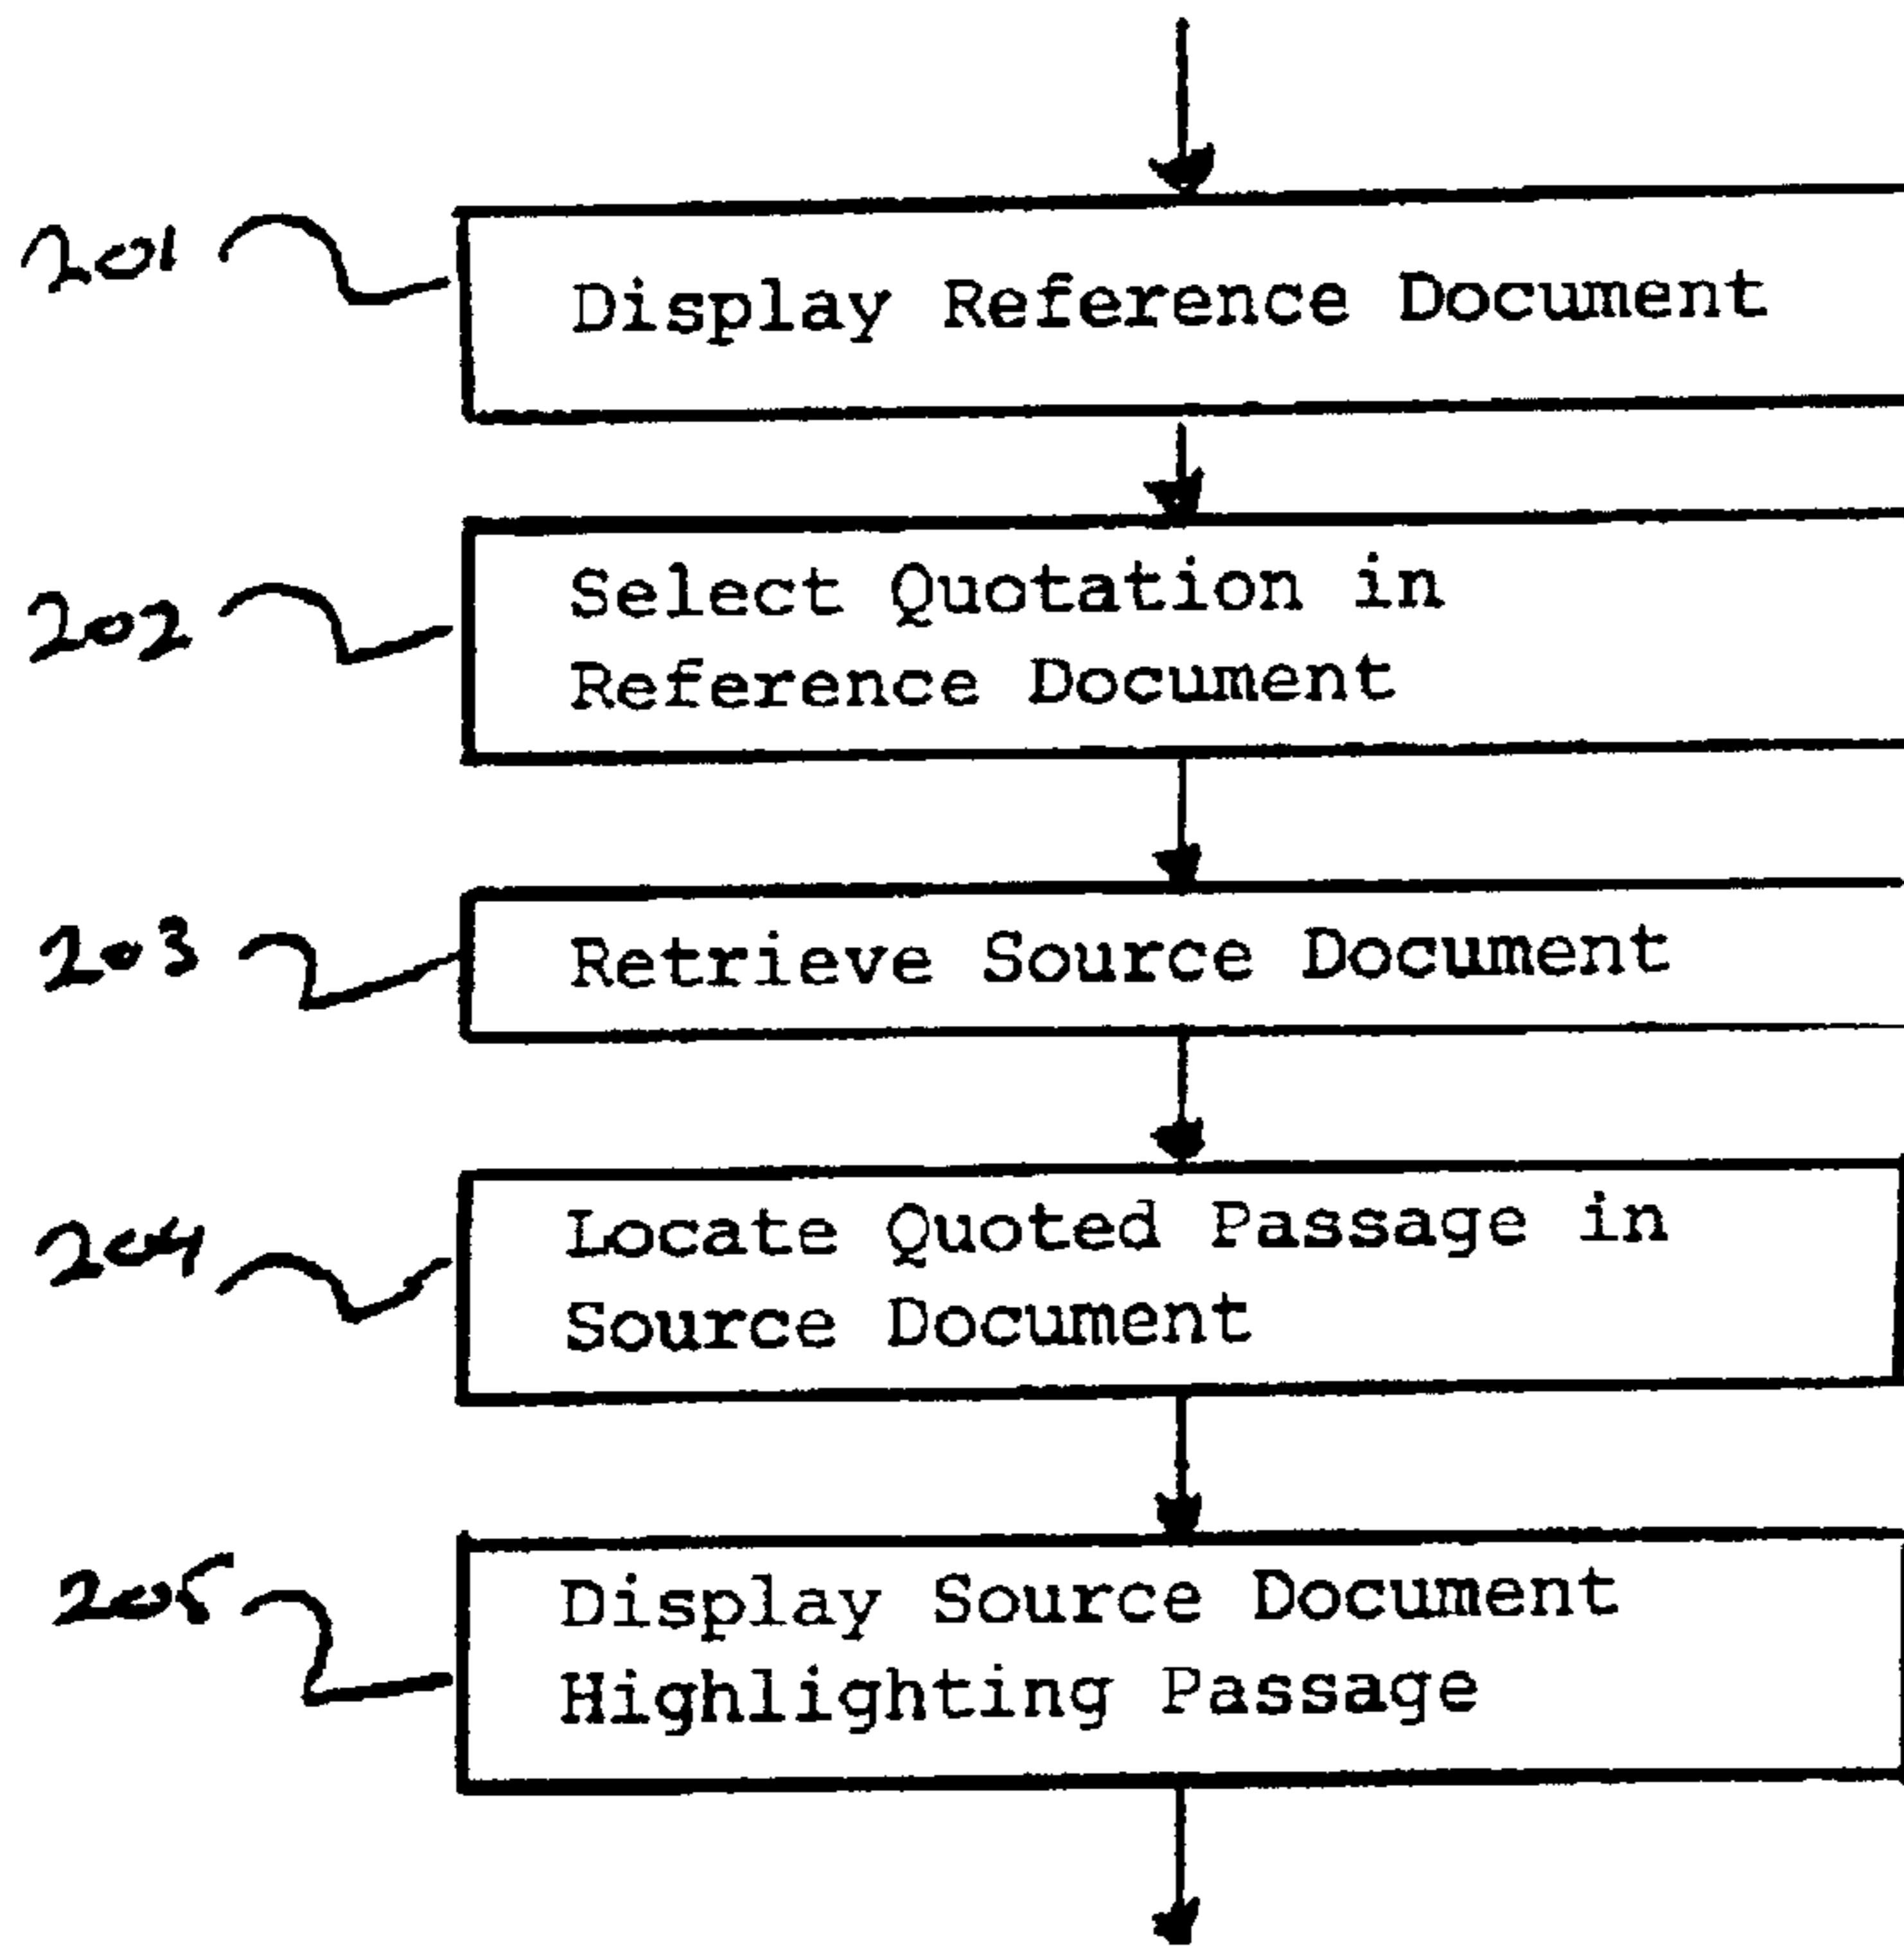 201
Display Reference Document
202
Select Quotation in
Reference Document
203
Retrieve Source Document
204
Locate Quoted Passage in
Source Document
205
Display Source Document
Highlighting Passage